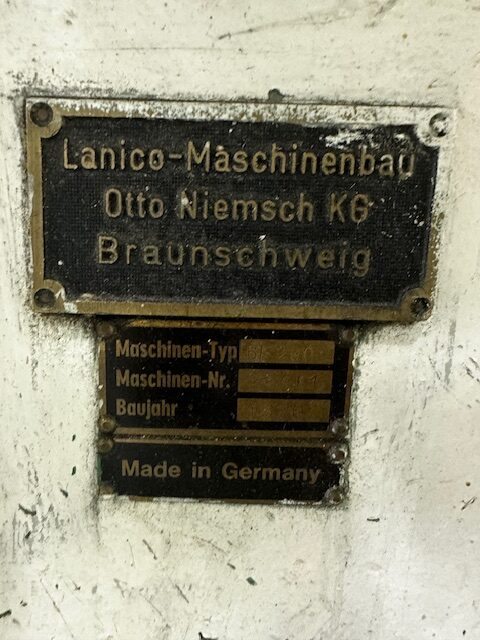 Lanico-Maschinenbau
Otto Niemsch KG
Braunschweig
Maschinen-Typ
Maschinen-Nr.
Baujahr
Made in Germany